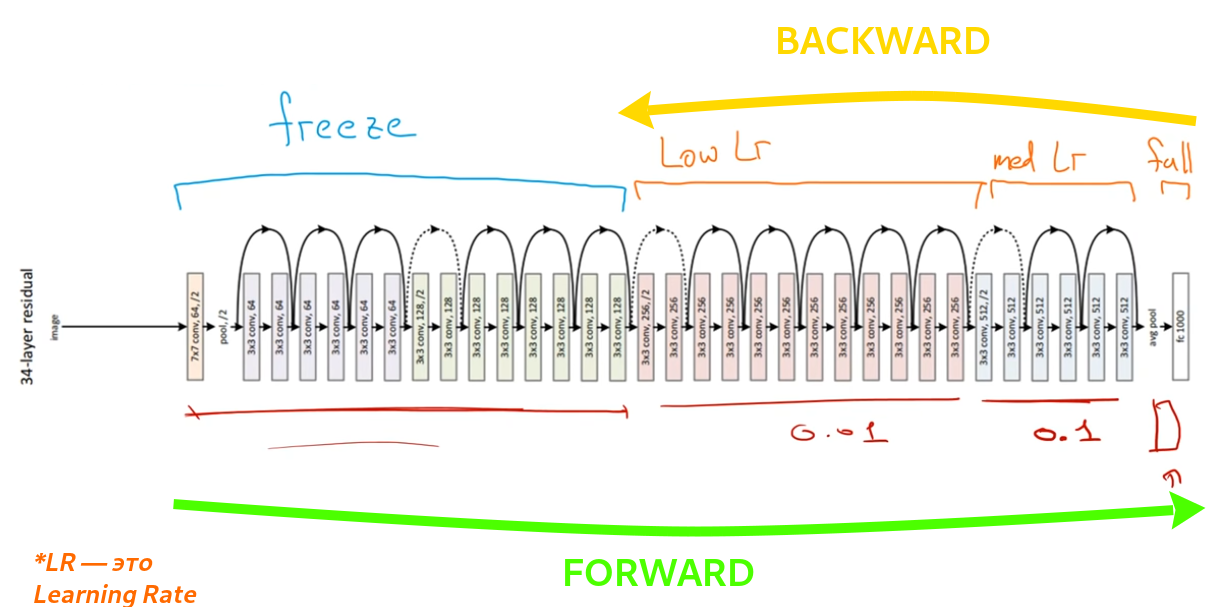 BACKWARD
freeze
Low Lr
med Lr
full
34-layer residual
image
7x7 conv, 64, /2
pool, /2
3x3 conv, 64
3x3 conv, 64
3x3 conv, 64
3x3 conv, 64
3x3 conv, 64
3x3 conv, 64
3x3 conv, 128, /2
3x3 conv, 128
3x3 conv, 128
3x3 conv, 128
3x3 conv, 128
3x3 conv, 128
3x3 conv, 128
3x3 conv, 128
3x3 conv, 256, /2
3x3 conv, 256
3x3 conv, 256
3x3 conv, 256
3x3 conv, 256
3x3 conv, 256
3x3 conv, 256
3x3 conv, 256
3x3 conv, 256
3x3 conv, 256
3x3 conv, 256
3x3 conv, 256
3x3 conv, 512, /2
3x3 conv, 512
3x3 conv, 512
3x3 conv, 512
3x3 conv, 512
3x3 conv, 512
avg pool
fc 1000
0.01
0.1
FORWARD
*LR — это
Learning Rate